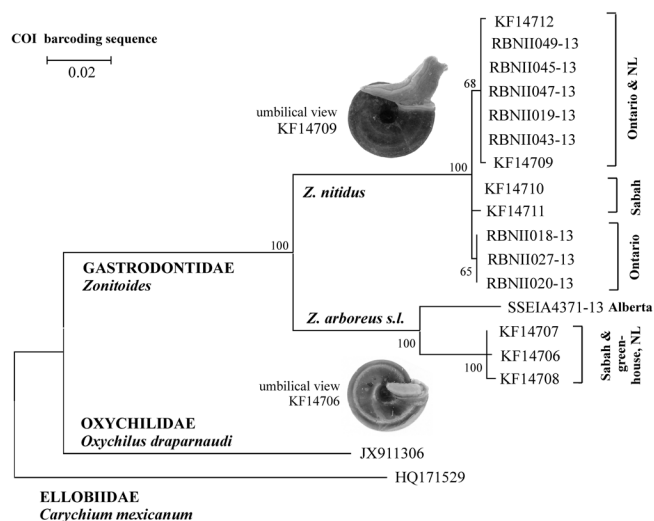 COI barcoding sequence
0.02
umbilical view
KF14709
KF14712
RBNII049-13
RBNII045-13
RBNII047-13
RBNII019-13
RBNII043-13
KF14709
Ontario & NL
68
100
Z. nitidus
KF14710
KF14711
Sabah
RBNII018-13
RBNII027-13
RBNII020-13
Ontario
65
100
GASTRODONTIDAE
Zonitoides
Z. arboreus s.l.
SSEIA4371-13 Alberta
100
KF14707
KF14706
KF14708
100
Sabah &
green-
house, NL
umbilical view
KF14706
OXYCHILIDAE
Oxychilus draparnaudi
JX911306
HQ171529
ELLOBIIDAE
Carychium mexicanum